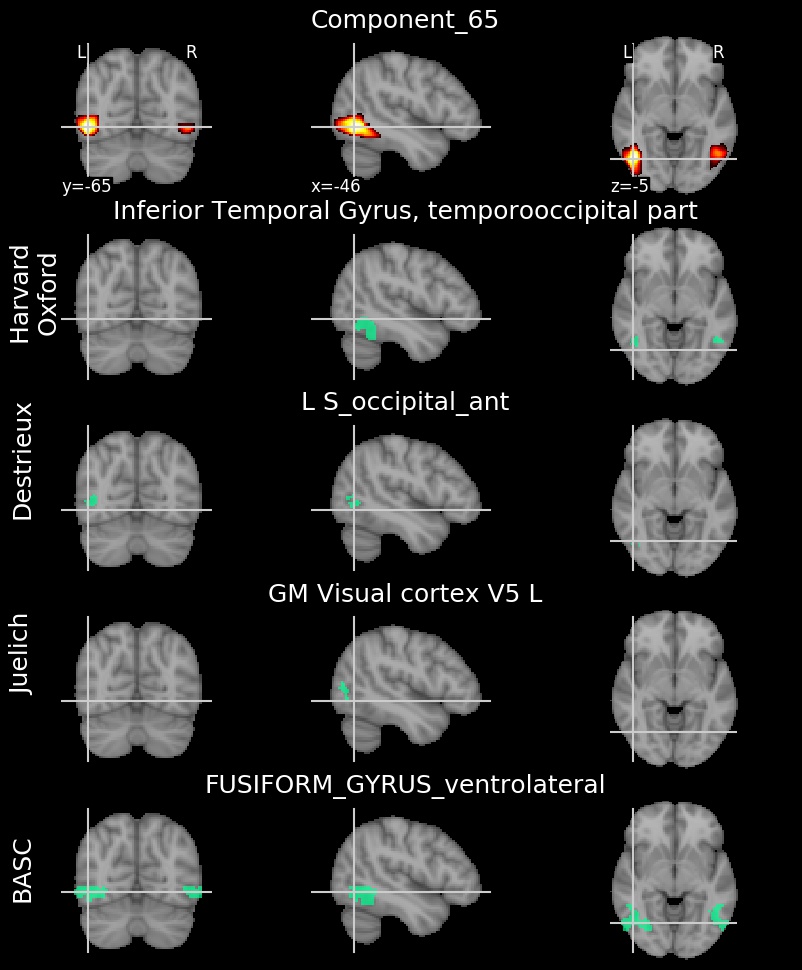 Component_65
L R L R
y=-65 x=-46 z=-5
Inferior Temporal Gyrus, temporooccipital part
Harvard
Oxford
L S_occipital_ant
Destrieux
GM Visual cortex V5 L
Juelich
FUSIFORM_GYRUS_ventrolateral
BASC